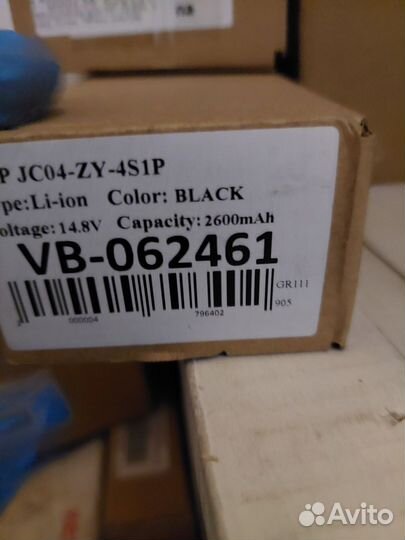 P JC04-ZY-4S1P
ype:Li-ion Color: BLACK
oltage: 14.8V Capacity: 2600mAh
VB-062461
GR111
905
000004
796402
Avito